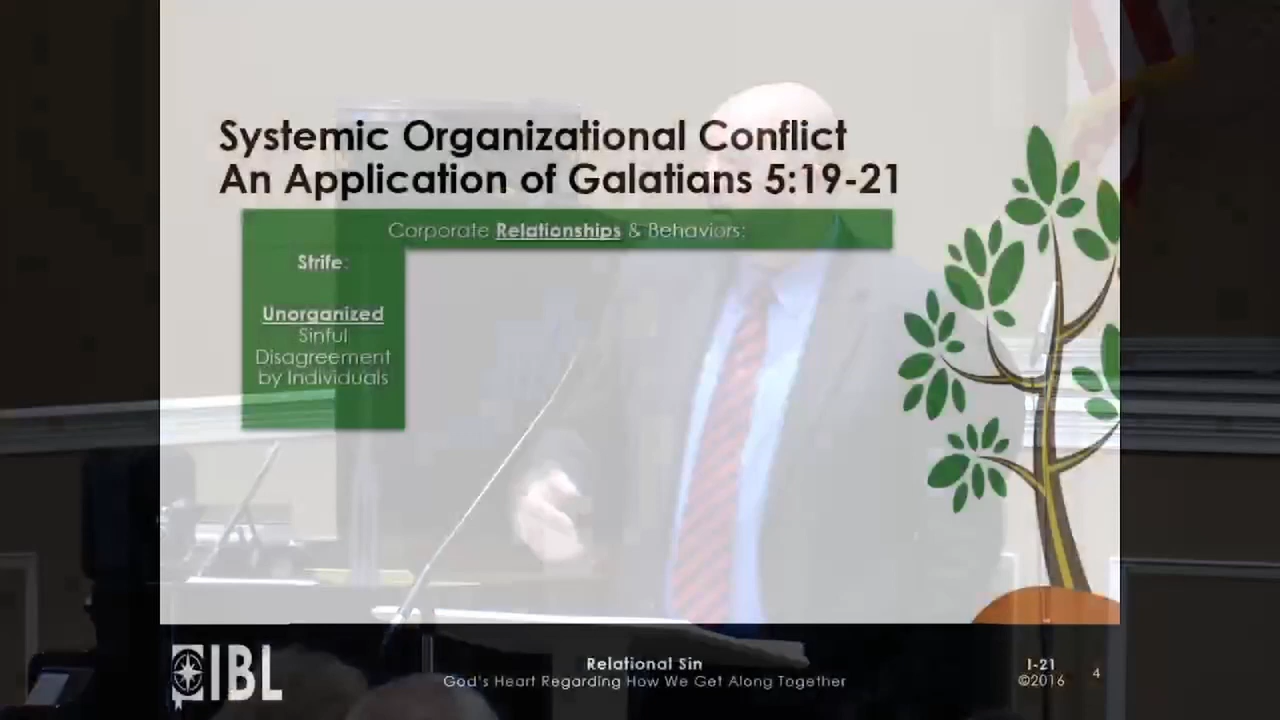 Systemic Organizational Conflict
An Application of Galatians 5:19-21
Corporate Relationships & Behaviors:
Strife:
Unorganized
Sinful
Disagreement
by Individuals
IBL
Relational Sin
God's Heart Regarding How We Get Along Together
I-21
©2016
4